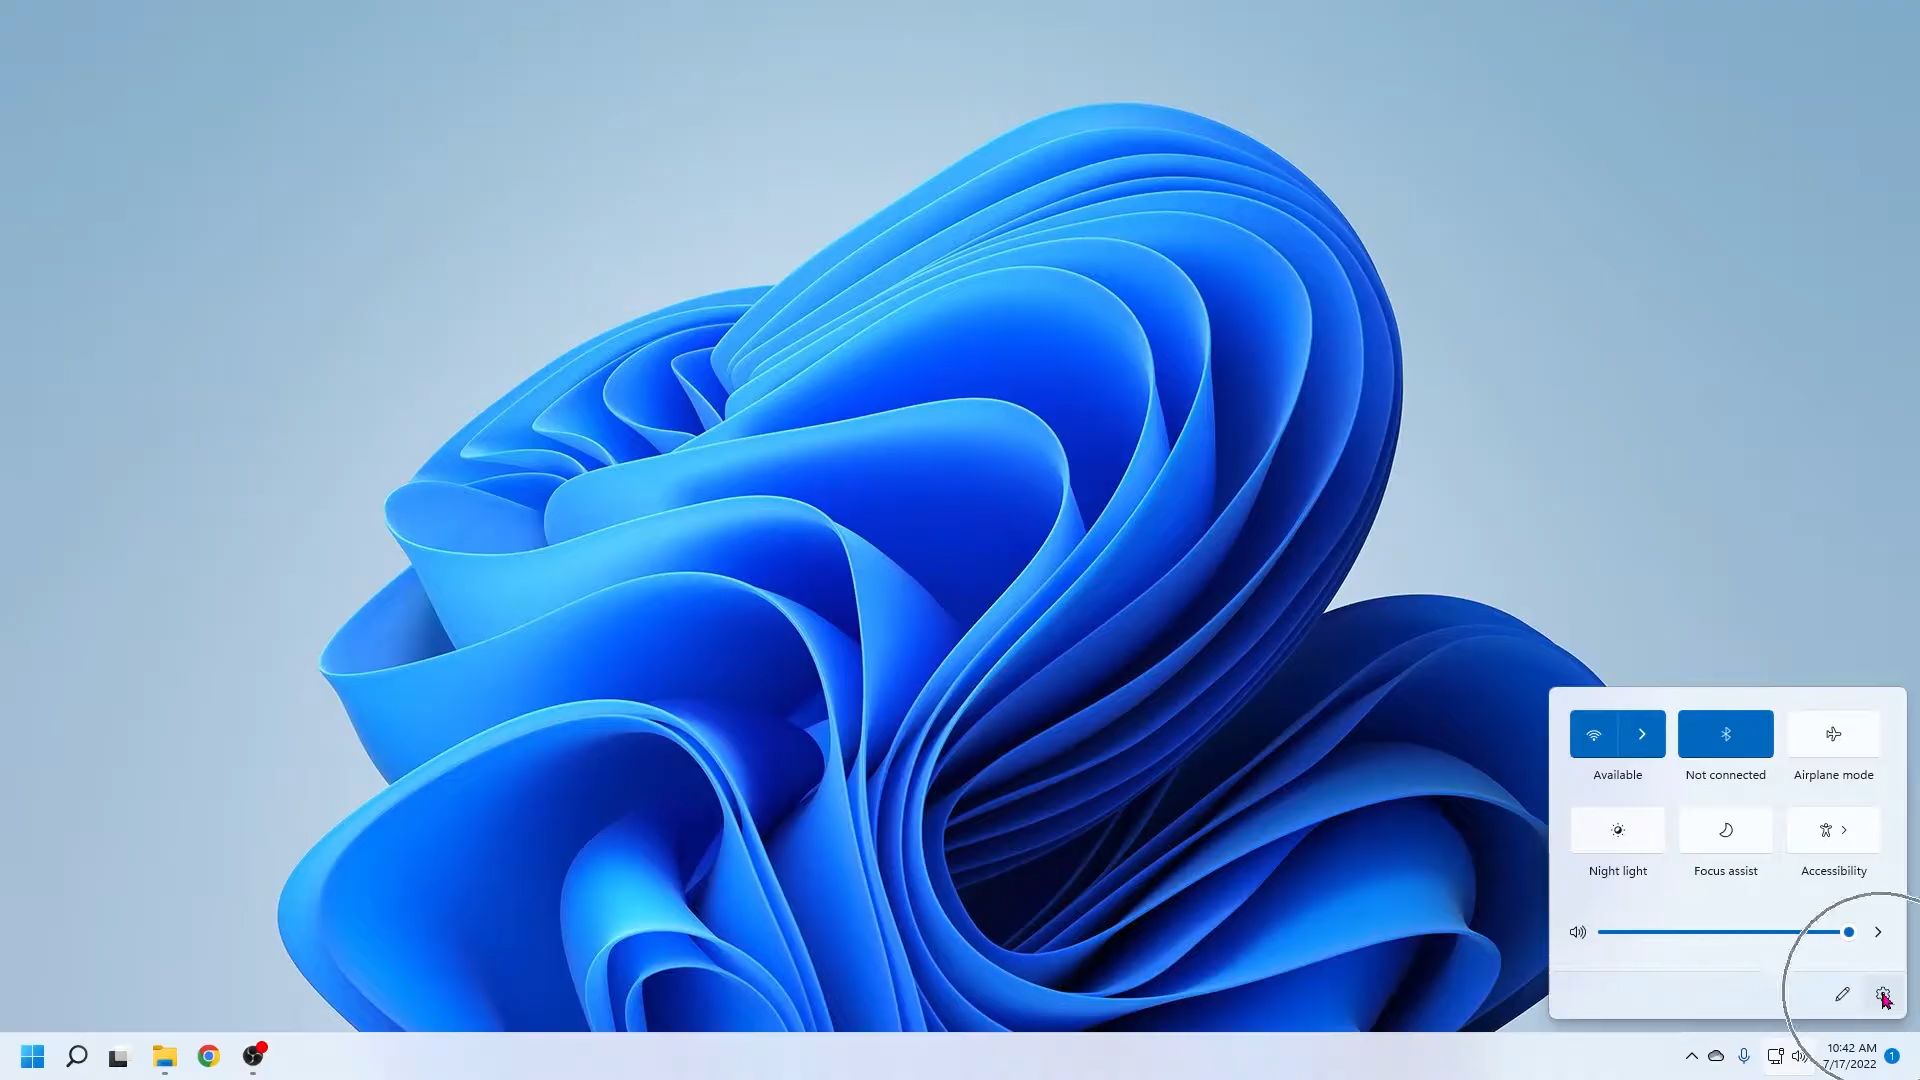 Available
Not connected
Airplane mode
Night light
Focus assist
Accessibility
10:42 AM
7/17/2022
1